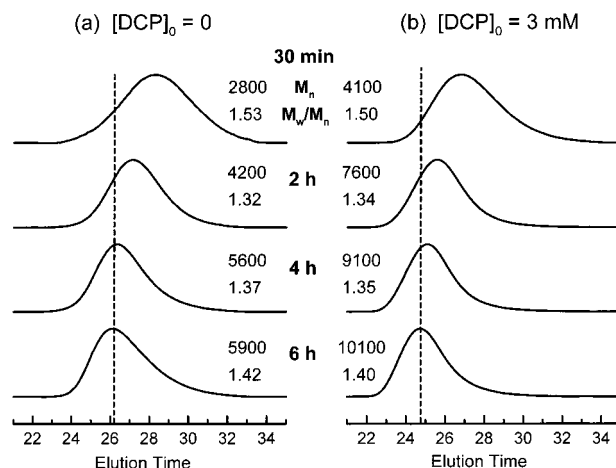 (a) [DCP]₀ = 0
(b) [DCP]₀ = 3 mM
30 min
2800 Mₙ 4100
1.53 M_w/Mₙ 1.50
4200 2 h 7600
1.32 1.34
5600 4 h 9100
1.37 1.35
5900 6 h 10100
1.42 1.40
22 24 26 28 30 32 34
22 24 26 28 30 32 34
Elution Time
Elution Time